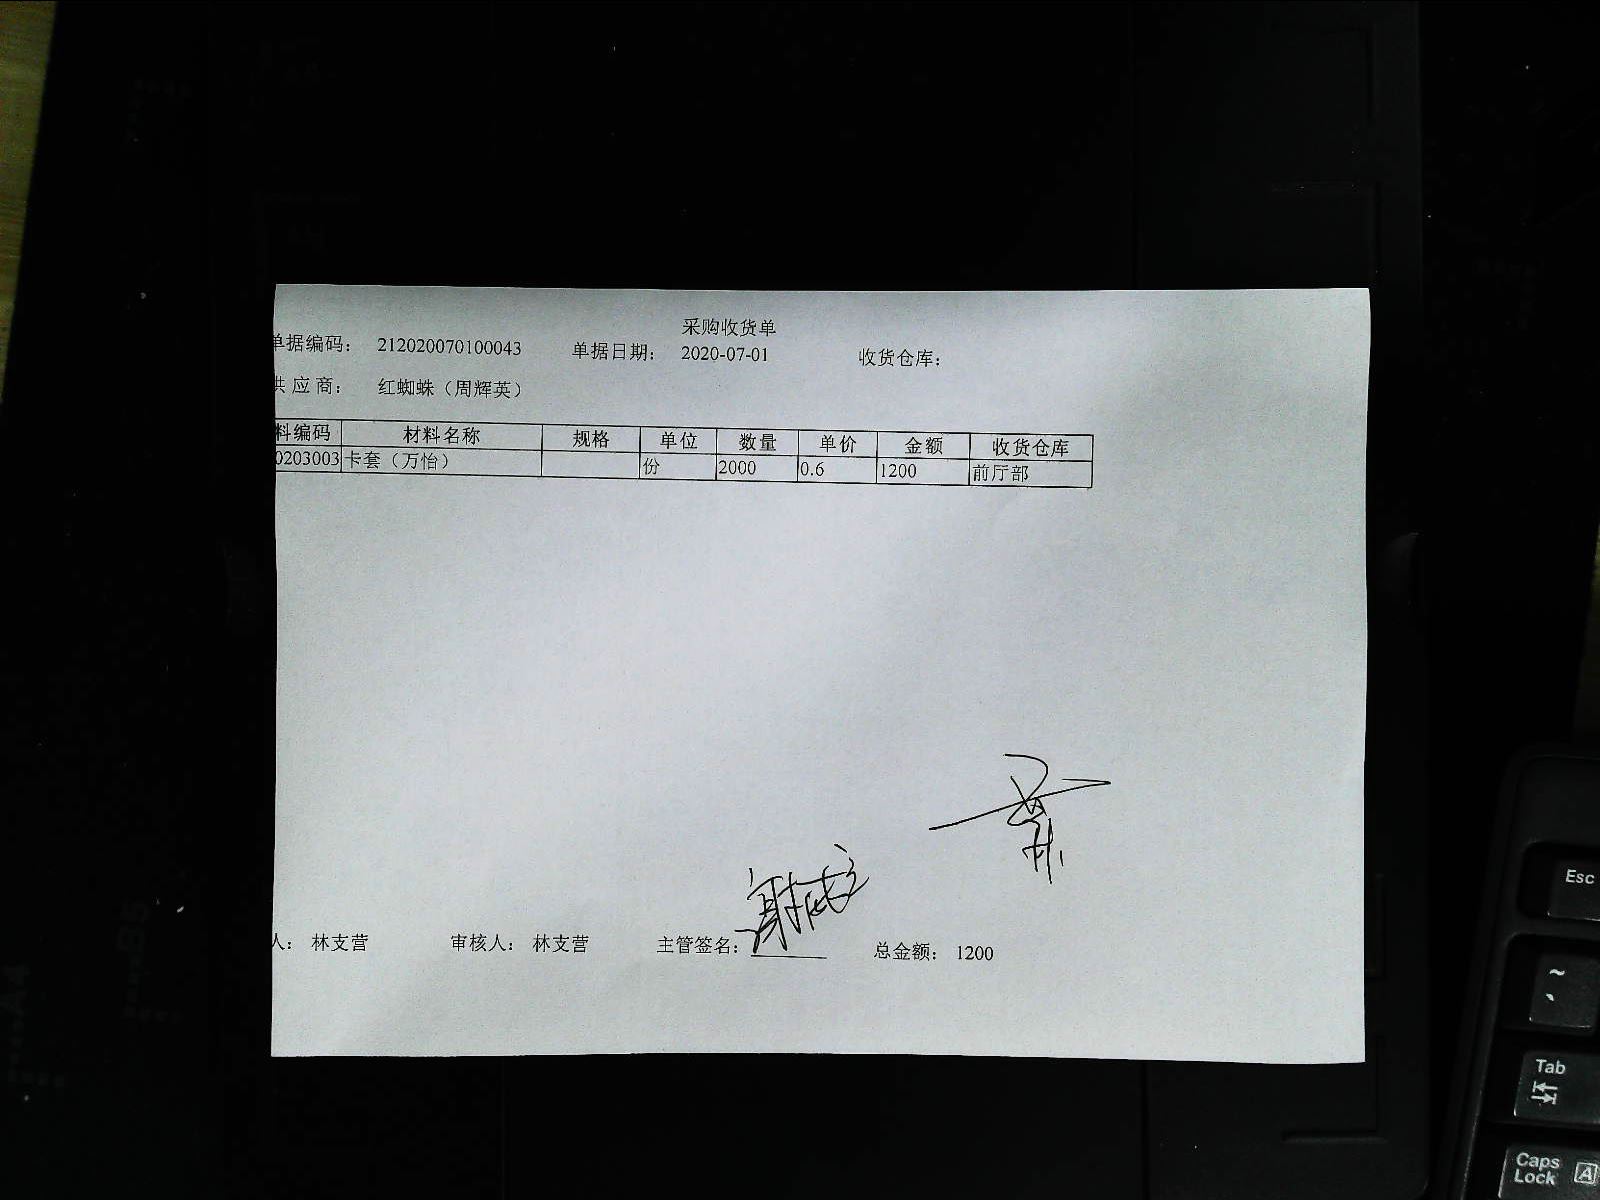 采购收货单
单据编码： 212020070100043 单据日期： 2020-07-01 收货仓库：
供 应 商： 红蜘蛛（周辉英）
料编码 材料名称 规格 单位 数量 单价 金额 收货仓库
0203003 卡套（万怡） 份 2000 0.6 1200 前厅部
人： 林支营 审核人： 林支营 主管签名： 总金额： 1200
Esc
~
Tab
Caps Lock A
A4
B5